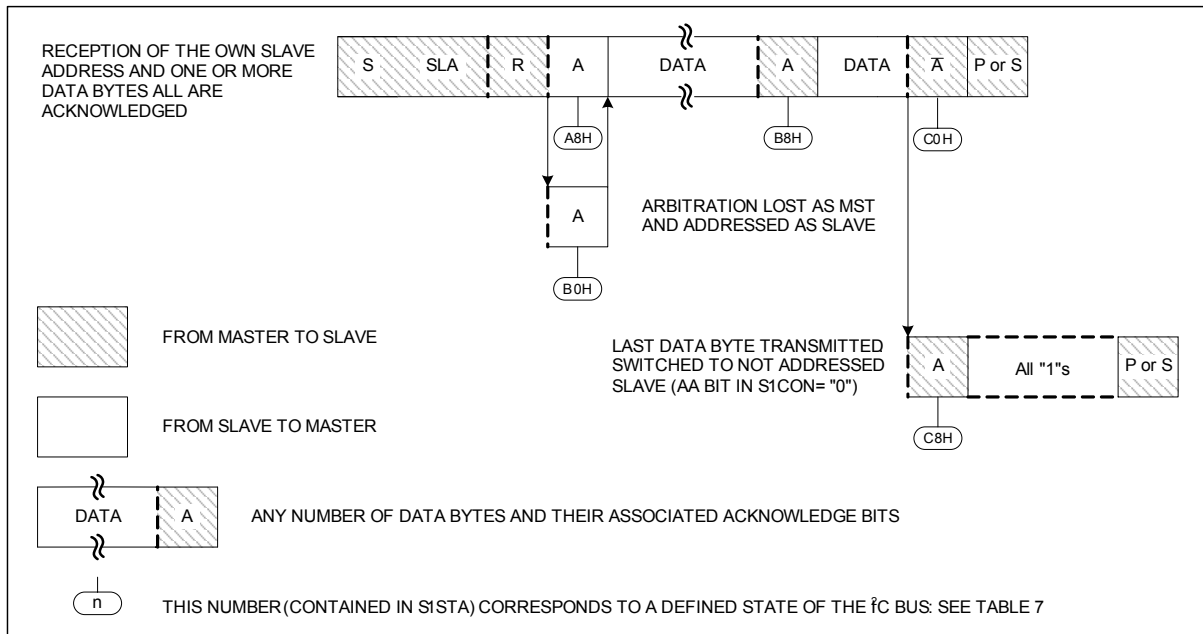 RECEPTION OF THE OWN SLAVE
ADDRESS AND ONE OR MORE
DATA BYTES ALL ARE
ACKNOWLEDGED
S SLA R A DATA A DATA A̅ P or S
A8H B8H C0H
A
ARBITRATION LOST AS MST
AND ADDRESSED AS SLAVE
B0H
LAST DATA BYTE TRANSMITTED
SWITCHED TO NOT ADDRESSED
SLAVE (AA BIT IN S1CON= "0")
A All "1"s P or S
C8H
FROM MASTER TO SLAVE
FROM SLAVE TO MASTER
DATA A
ANY NUMBER OF DATA BYTES AND THEIR ASSOCIATED ACKNOWLEDGE BITS
n
THIS NUMBER (CONTAINED IN S1STA) CORRESPONDS TO A DEFINED STATE OF THE I²C BUS: SEE TABLE 7